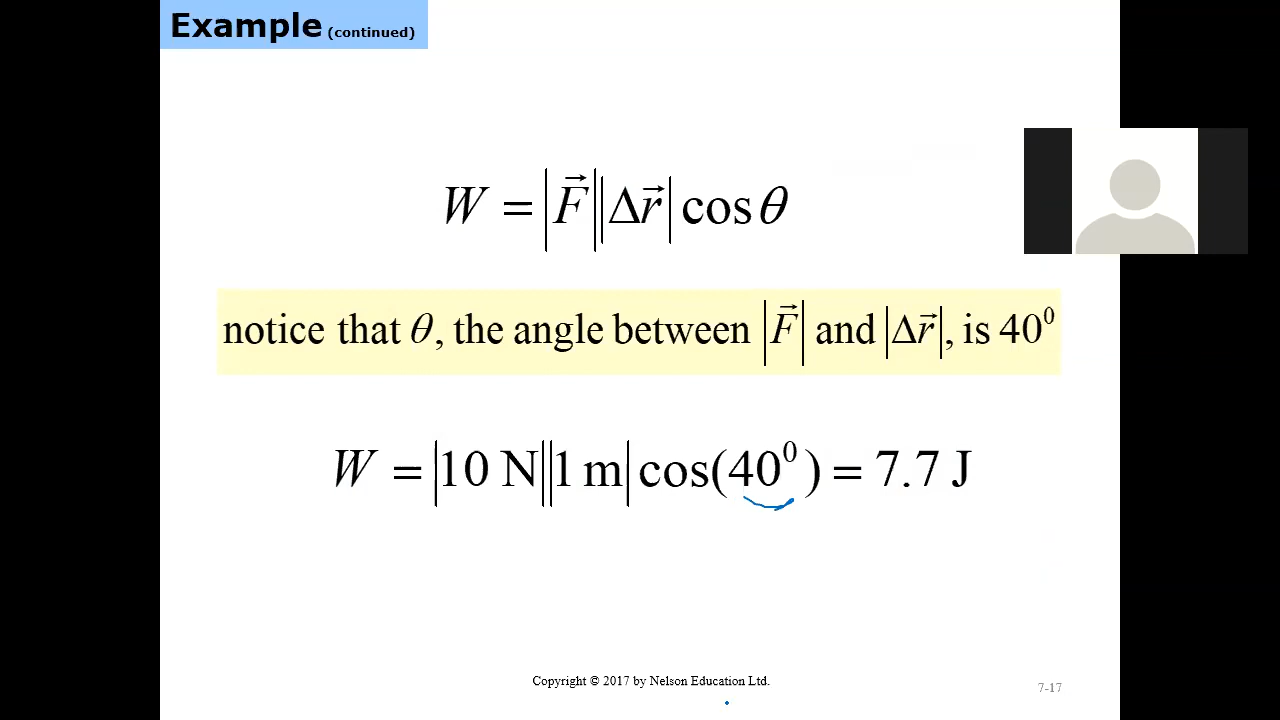 Example (continued)
W = |F⃗||Δr⃗| cos θ
notice that θ, the angle between |F⃗| and |Δr⃗|, is 40⁰
W = |10 N||1 m| cos(40⁰) = 7.7 J
Copyright © 2017 by Nelson Education Ltd.
7-17